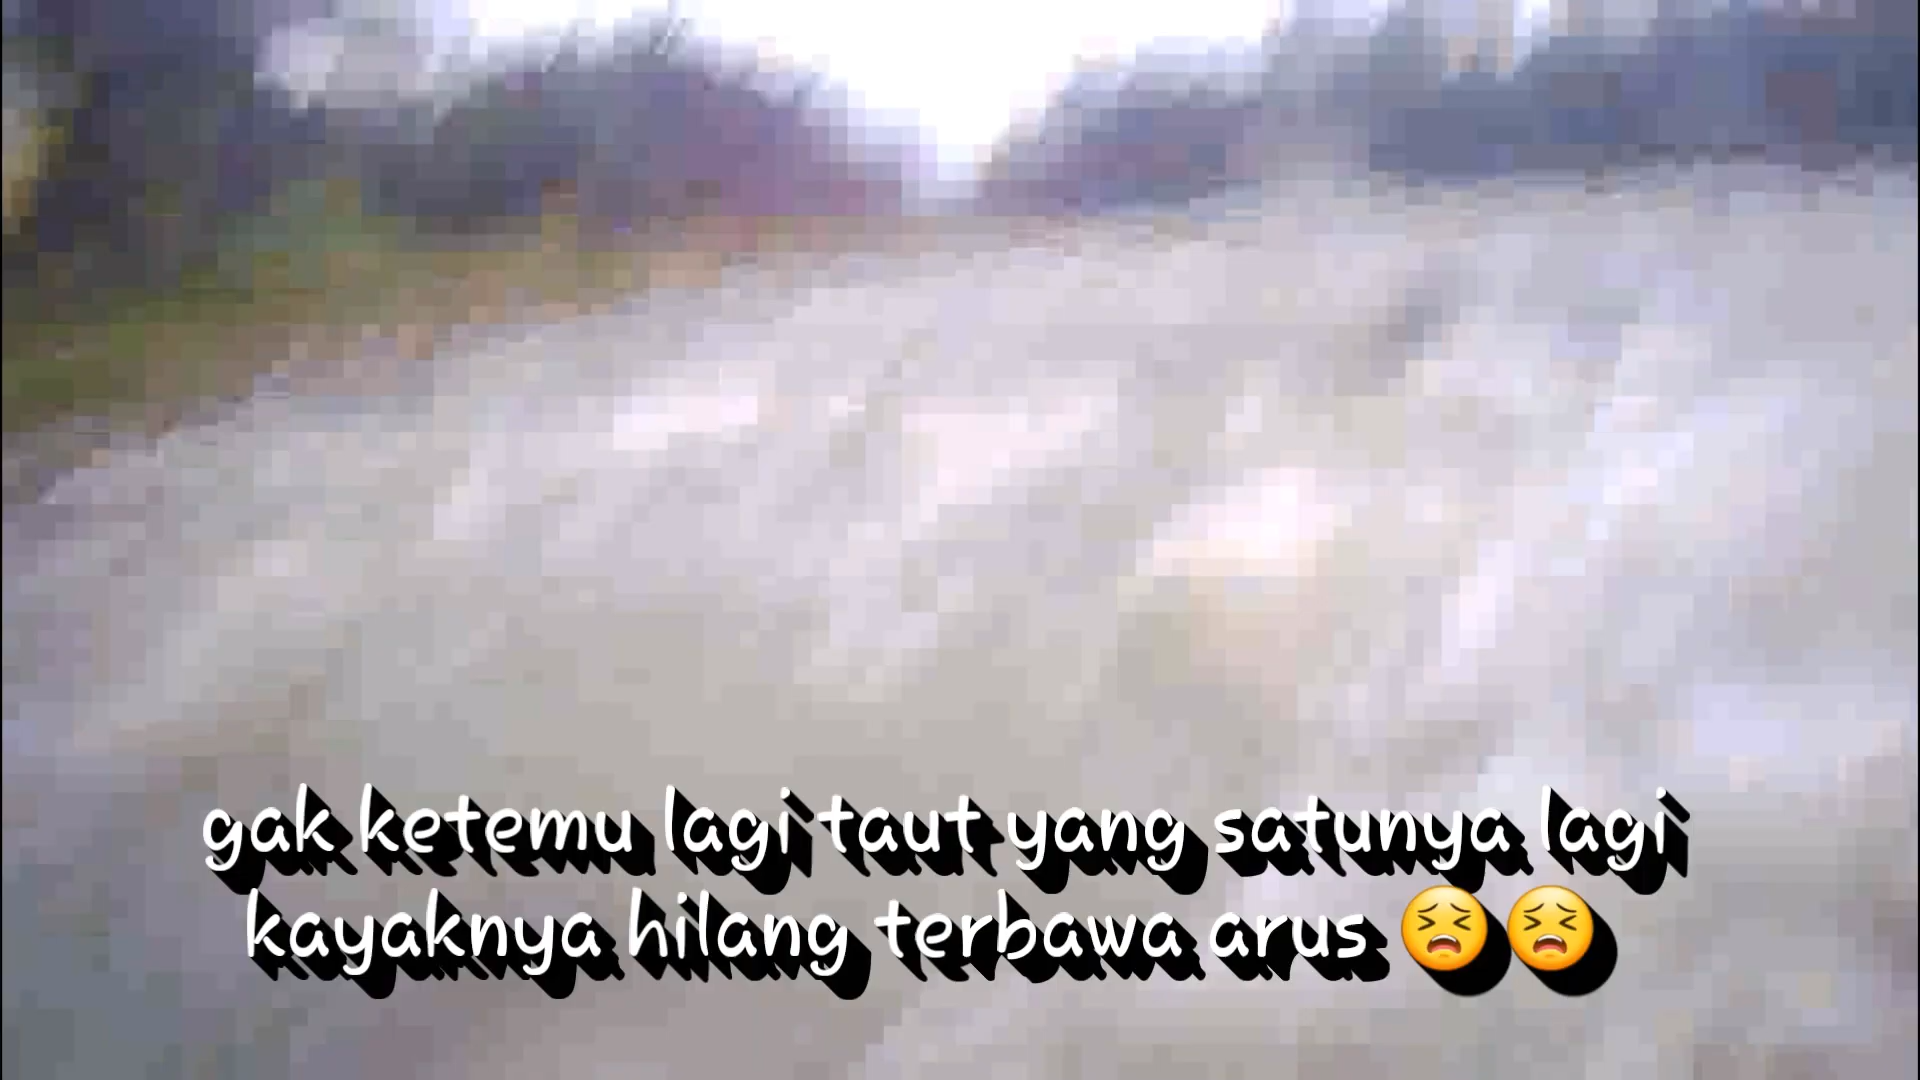 gak ketemu lagi taut yang satunya lagi
kayaknya hilang terbawa arus 😣😣